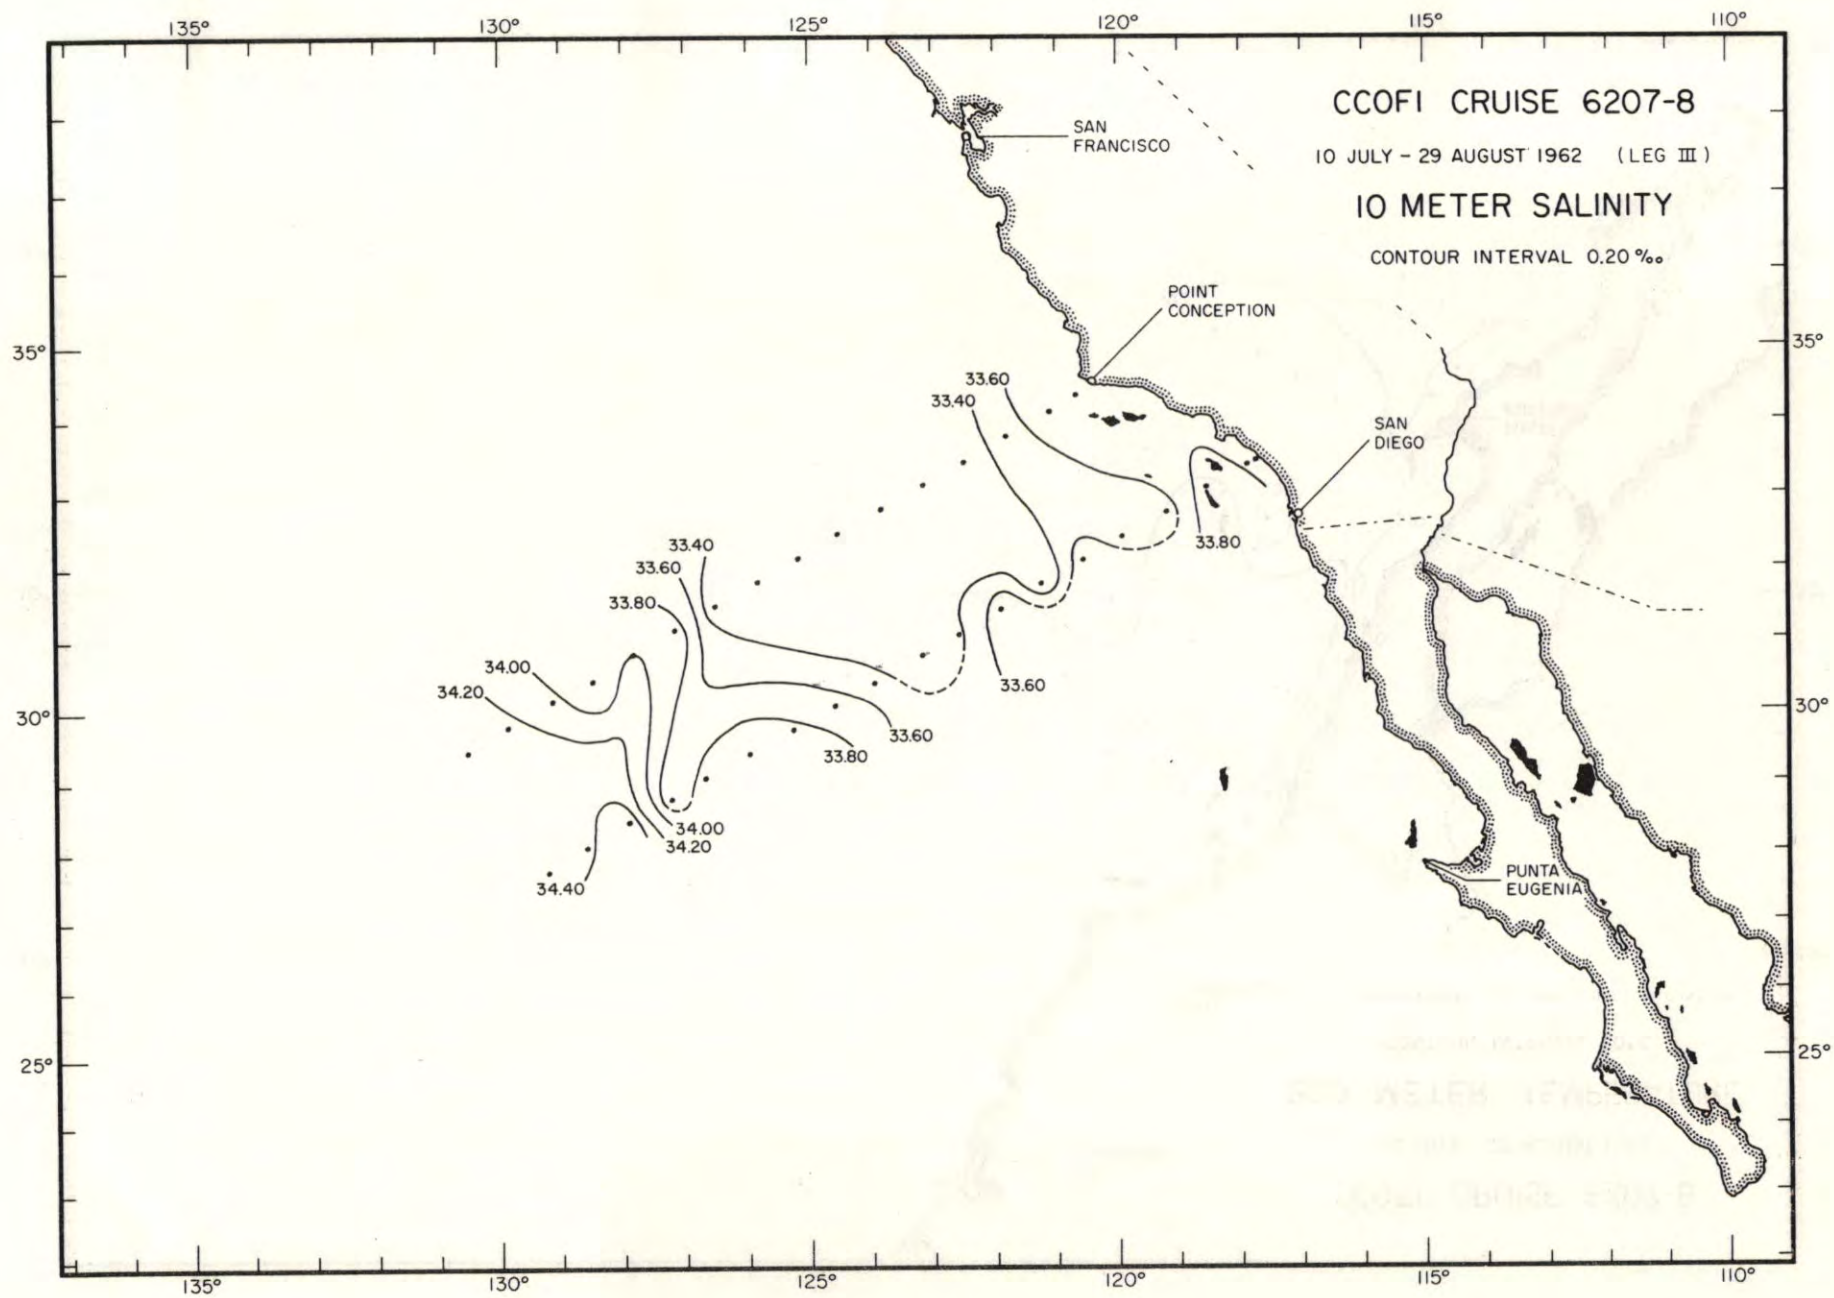 135°
130°
125°
120°
115°
110°
CCOFI CRUISE 6207-8
10 JULY – 29 AUGUST 1962 (LEG III)
10 METER SALINITY
CONTOUR INTERVAL 0.20 ‰
SAN
FRANCISCO
POINT
CONCEPTION
35°
35°
33.60
33.40
SAN
DIEGO
33.80
33.40
33.60
33.80
34.00
34.20
33.60
30°
30°
33.60
33.80
34.00
34.20
34.40
PUNTA
EUGENIA
25°
25°
135°
130°
125°
120°
115°
110°